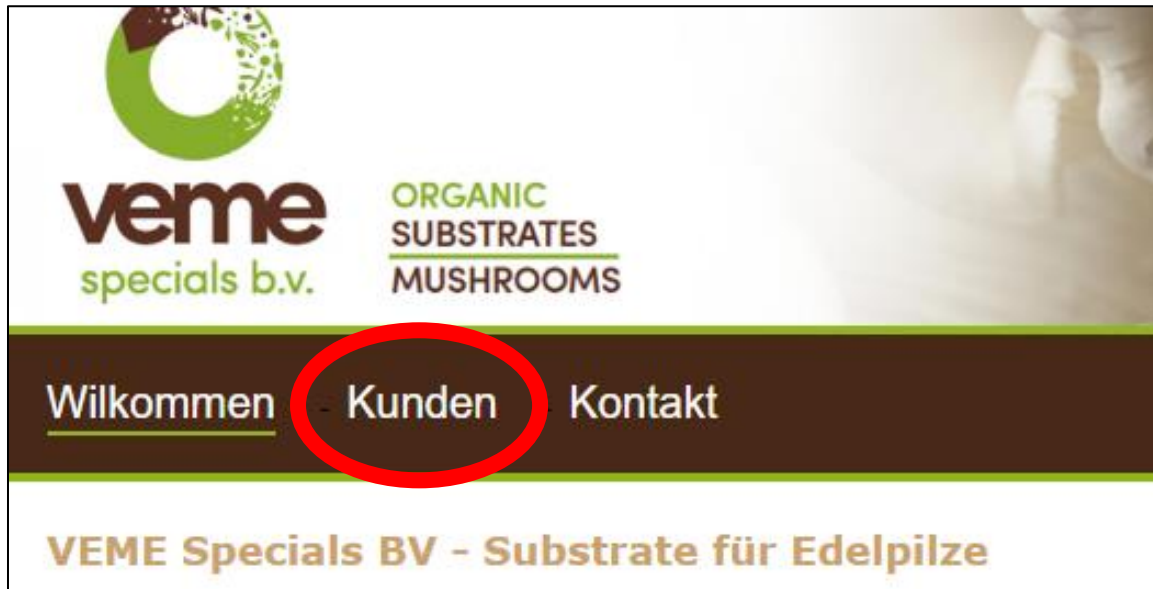 veme
specials b.v.
ORGANIC
SUBSTRATES
MUSHROOMS
Wilkommen - Kunden - Kontakt
VEME Specials BV - Substrate für Edelpilze